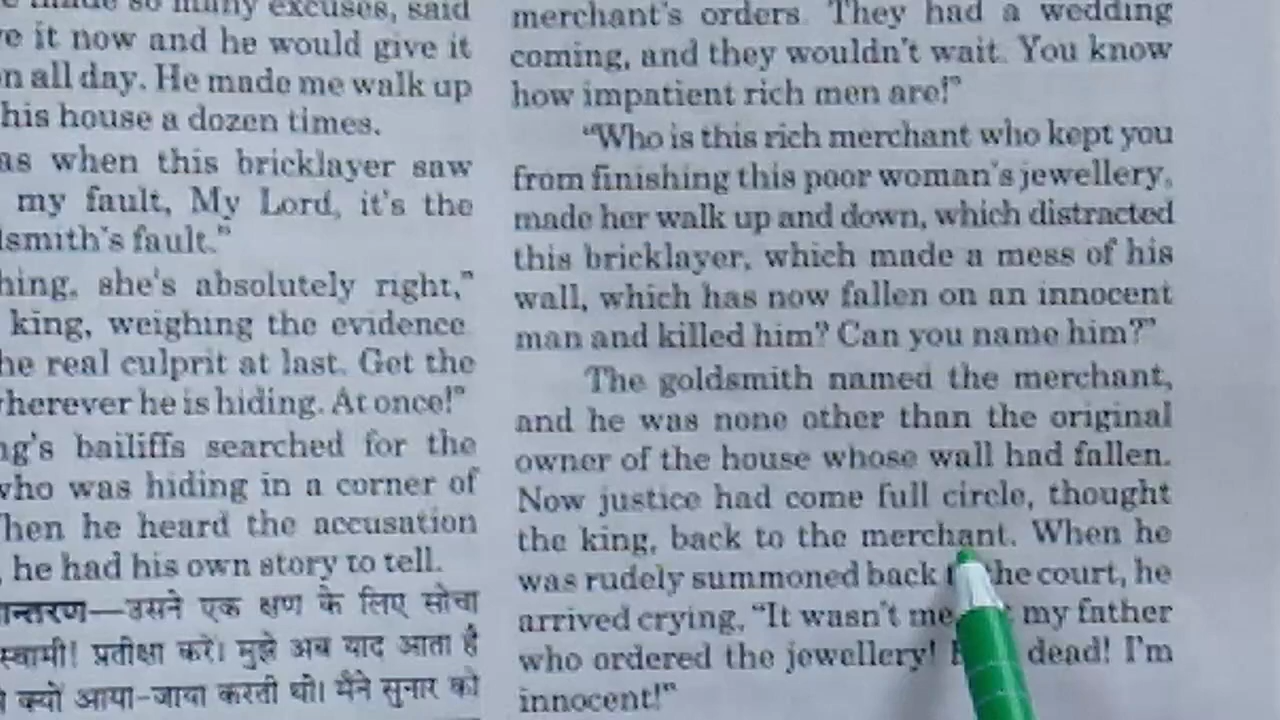 made so many excuses, said
it now and he would give it
all day. He made me walk up
his house a dozen times.
when this bricklayer saw
my fault, My Lord, it's the
fault."
she's absolutely right,"
king, weighing the evidence.
real culprit at last. Get the
he is hiding. At once!"
bailiffs searched for the
who was hiding in a corner of
When he heard the accusation
, he had his own story to tell.
—उसने एक क्षण के लिए सोचा
स्वामी! प्रतीक्षा करें। मुझे अब याद आता है
क्यों आया-जाया करती थी। मैंने सुनार को
merchant's orders. They had a wedding
coming, and they wouldn't wait. You know
how impatient rich men are!"
"Who is this rich merchant who kept you
from finishing this poor woman's jewellery,
made her walk up and down, which distracted
this bricklayer, which made a mess of his
wall, which has now fallen on an innocent
man and killed him? Can you name him?"
The goldsmith named the merchant,
and he was none other than the original
owner of the house whose wall had fallen.
Now justice had come full circle, thought
the king, back to the merchant. When he
was rudely summoned back the court, he
arrived crying, "It wasn't me my father
who ordered the jewellery! dead! I'm
innocent!"